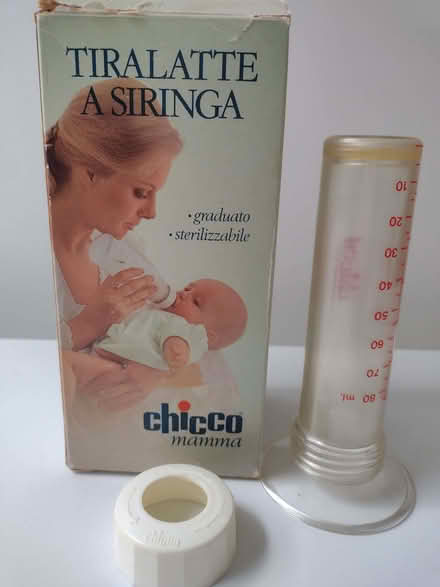 TIRALATTE
A SIRINGA
• graduato
• sterilizzabile
chicco
mamma
10
20
30
40
50
60
70
80 ml.